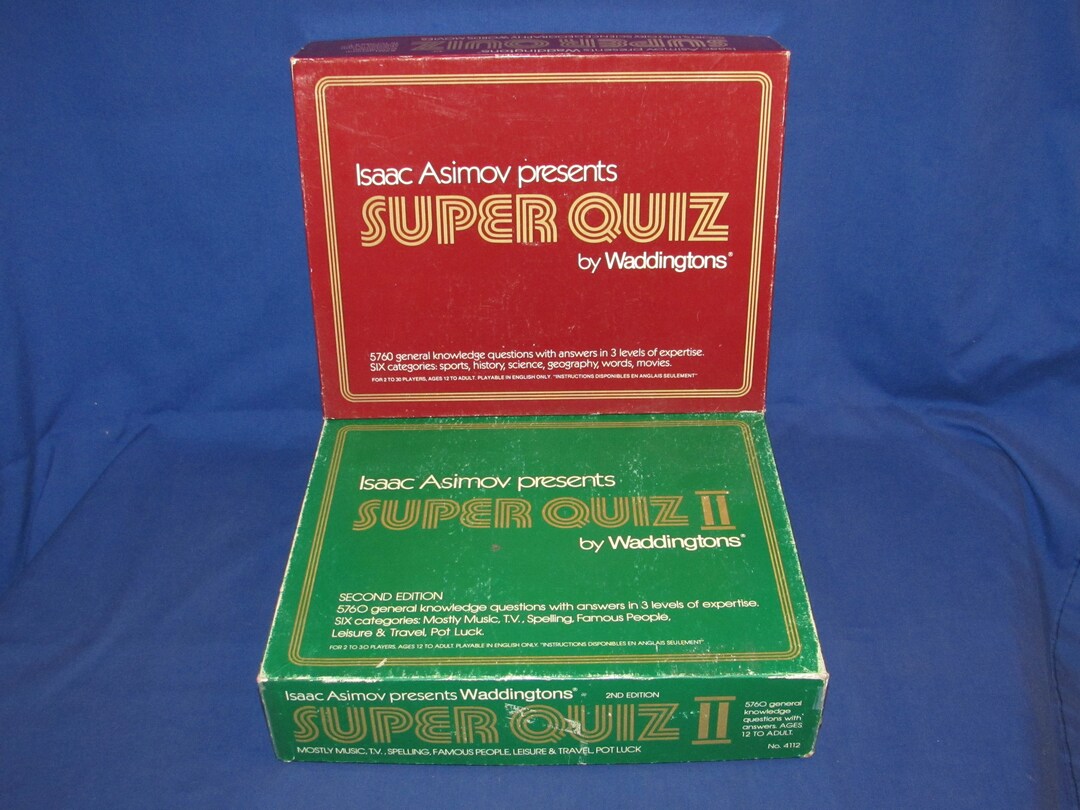 Isaac Asimov presents Waddingtons
SUPER QUIZ
Isaac Asimov presents
SUPER QUIZ
by Waddingtons®
5760 general knowledge questions with answers in 3 levels of expertise.
SIX categories: sports, history, science, geography, words, movies.
FOR 2 TO 30 PLAYERS, AGES 12 TO ADULT. PLAYABLE IN ENGLISH ONLY. "INSTRUCTIONS DISPONIBLES EN ANGLAIS SEULEMENT"
Isaac Asimov presents
SUPER QUIZ II
by Waddingtons®
SECOND EDITION
5760 general knowledge questions with answers in 3 levels of expertise.
SIX categories: Mostly Music, T.V., Spelling, Famous People,
Leisure & Travel, Pot Luck.
FOR 2 TO 30 PLAYERS, AGES 12 TO ADULT. PLAYABLE IN ENGLISH ONLY. "INSTRUCTIONS DISPONIBLES EN ANGLAIS SEULEMENT"
Isaac Asimov presents Waddingtons® 2ND EDITION
SUPER QUIZ II
MOSTLY MUSIC, T.V., SPELLING, FAMOUS PEOPLE, LEISURE & TRAVEL, POT LUCK
5760 general
knowledge
questions with
answers. AGES
12 TO ADULT.
No. 4112